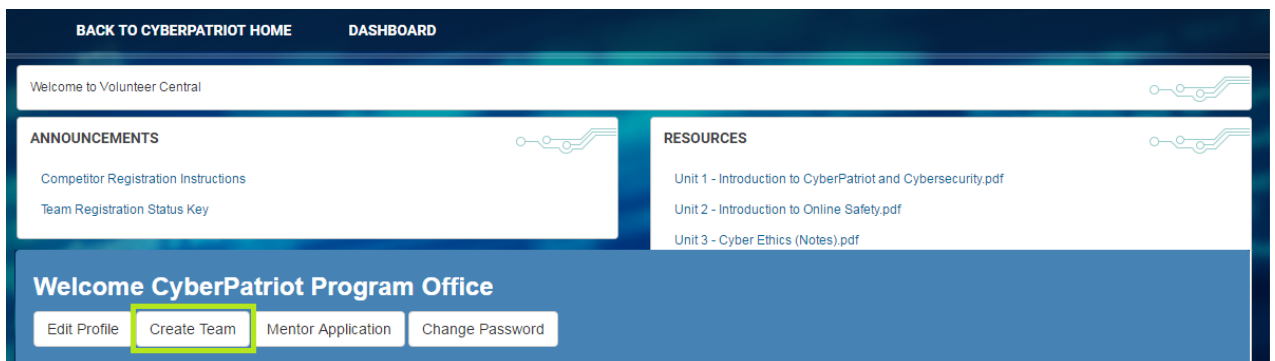 BACK TO CYBERPATRIOT HOME DASHBOARD
Welcome to Volunteer Central
ANNOUNCEMENTS
Competitor Registration Instructions
Team Registration Status Key
RESOURCES
Unit 1 - Introduction to CyberPatriot and Cybersecurity.pdf
Unit 2 - Introduction to Online Safety.pdf
Unit 3 - Cyber Ethics (Notes).pdf
Welcome CyberPatriot Program Office
Edit Profile Create Team Mentor Application Change Password